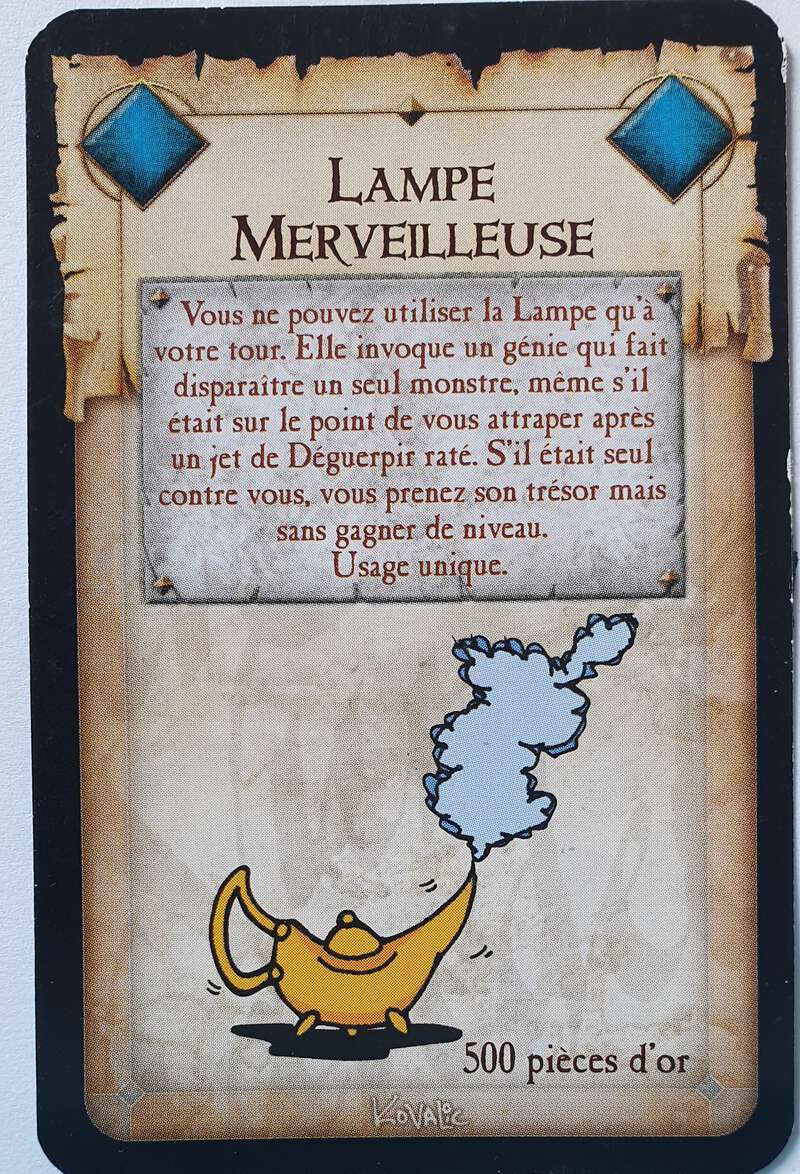 Lampe
Merveilleuse
Vous ne pouvez utiliser la Lampe qu'à
votre tour. Elle invoque un génie qui fait
disparaître un seul monstre, même s'il
était sur le point de vous attraper après
un jet de Déguerpir raté. S'il était seul
contre vous, vous prenez son trésor mais
sans gagner de niveau.
Usage unique.
500 pièces d'or
Kovalic